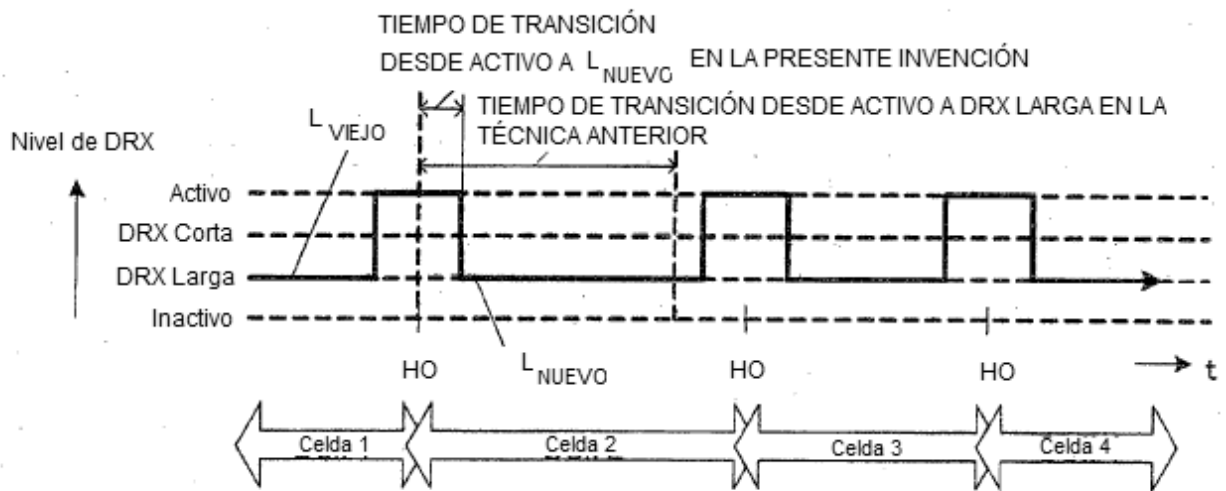 TIEMPO DE TRANSICIÓN
DESDE ACTIVO A L NUEVO EN LA PRESENTE INVENCIÓN
TIEMPO DE TRANSICIÓN DESDE ACTIVO A DRX LARGA EN LA
TÉCNICA ANTERIOR
L VIEJO
Nivel de DRX
Activo
DRX Corta
DRX Larga
Inactivo
HO
L NUEVO
HO
HO
t
Celda 1
Celda 2
Celda 3
Celda 4